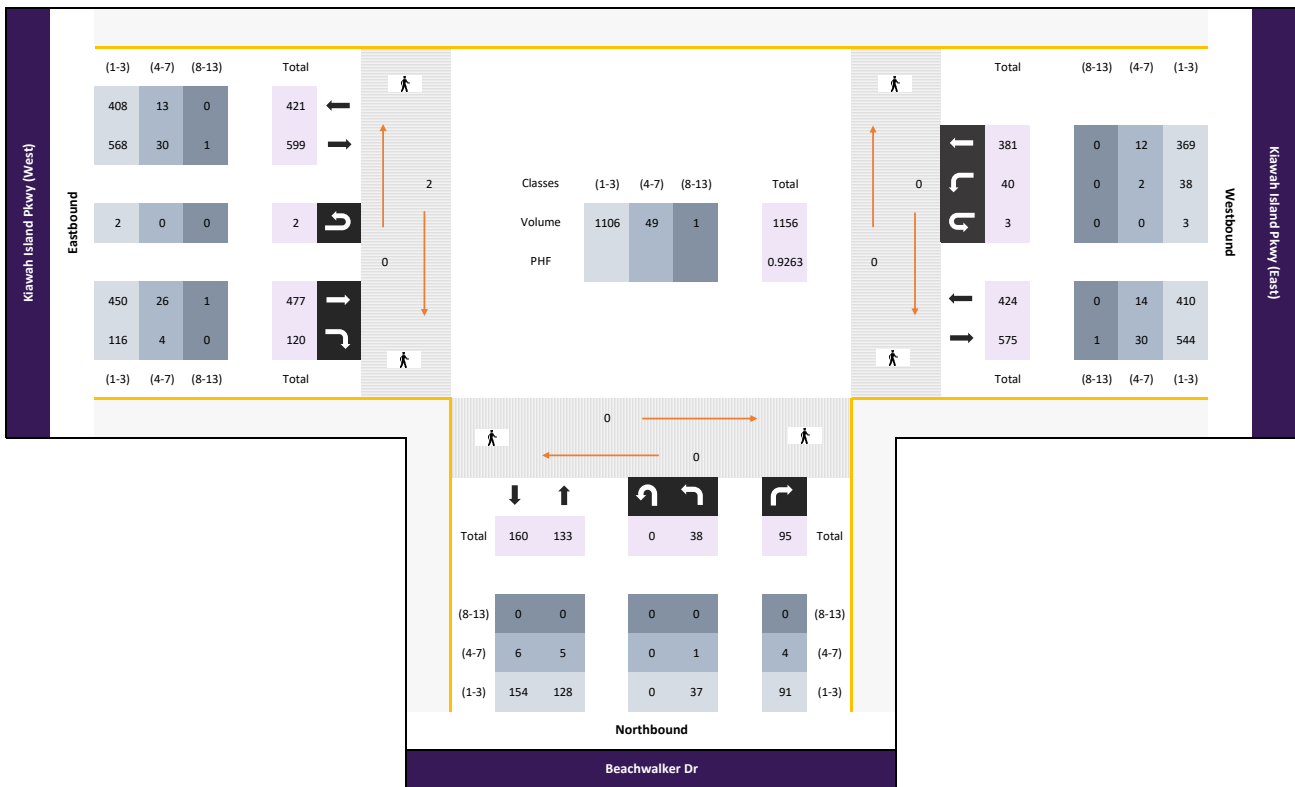 (1-3) (4-7) (8-13) Total
Total (8-13) (4-7) (1-3)
408 13 0 421
568 30 1 599
381 0 12 369
2
Classes (1-3) (4-7) (8-13) Total
0
40 0 2 38
2 0 0 2
Volume 1106 49 1 1156
3 0 0 3
0
PHF 0.9263
0
450 26 1 477
424 0 14 410
116 4 0 120
575 1 30 544
(1-3) (4-7) (8-13) Total
Total (8-13) (4-7) (1-3)
Kiawah Island Pkwy (West)
Eastbound
Westbound
Kiawah Island Pkwy (East)
0
0
Total 160 133 0 38 95 Total
(8-13) 0 0 0 0 0 (8-13)
(4-7) 6 5 0 1 4 (4-7)
(1-3) 154 128 0 37 91 (1-3)
Northbound
Beachwalker Dr